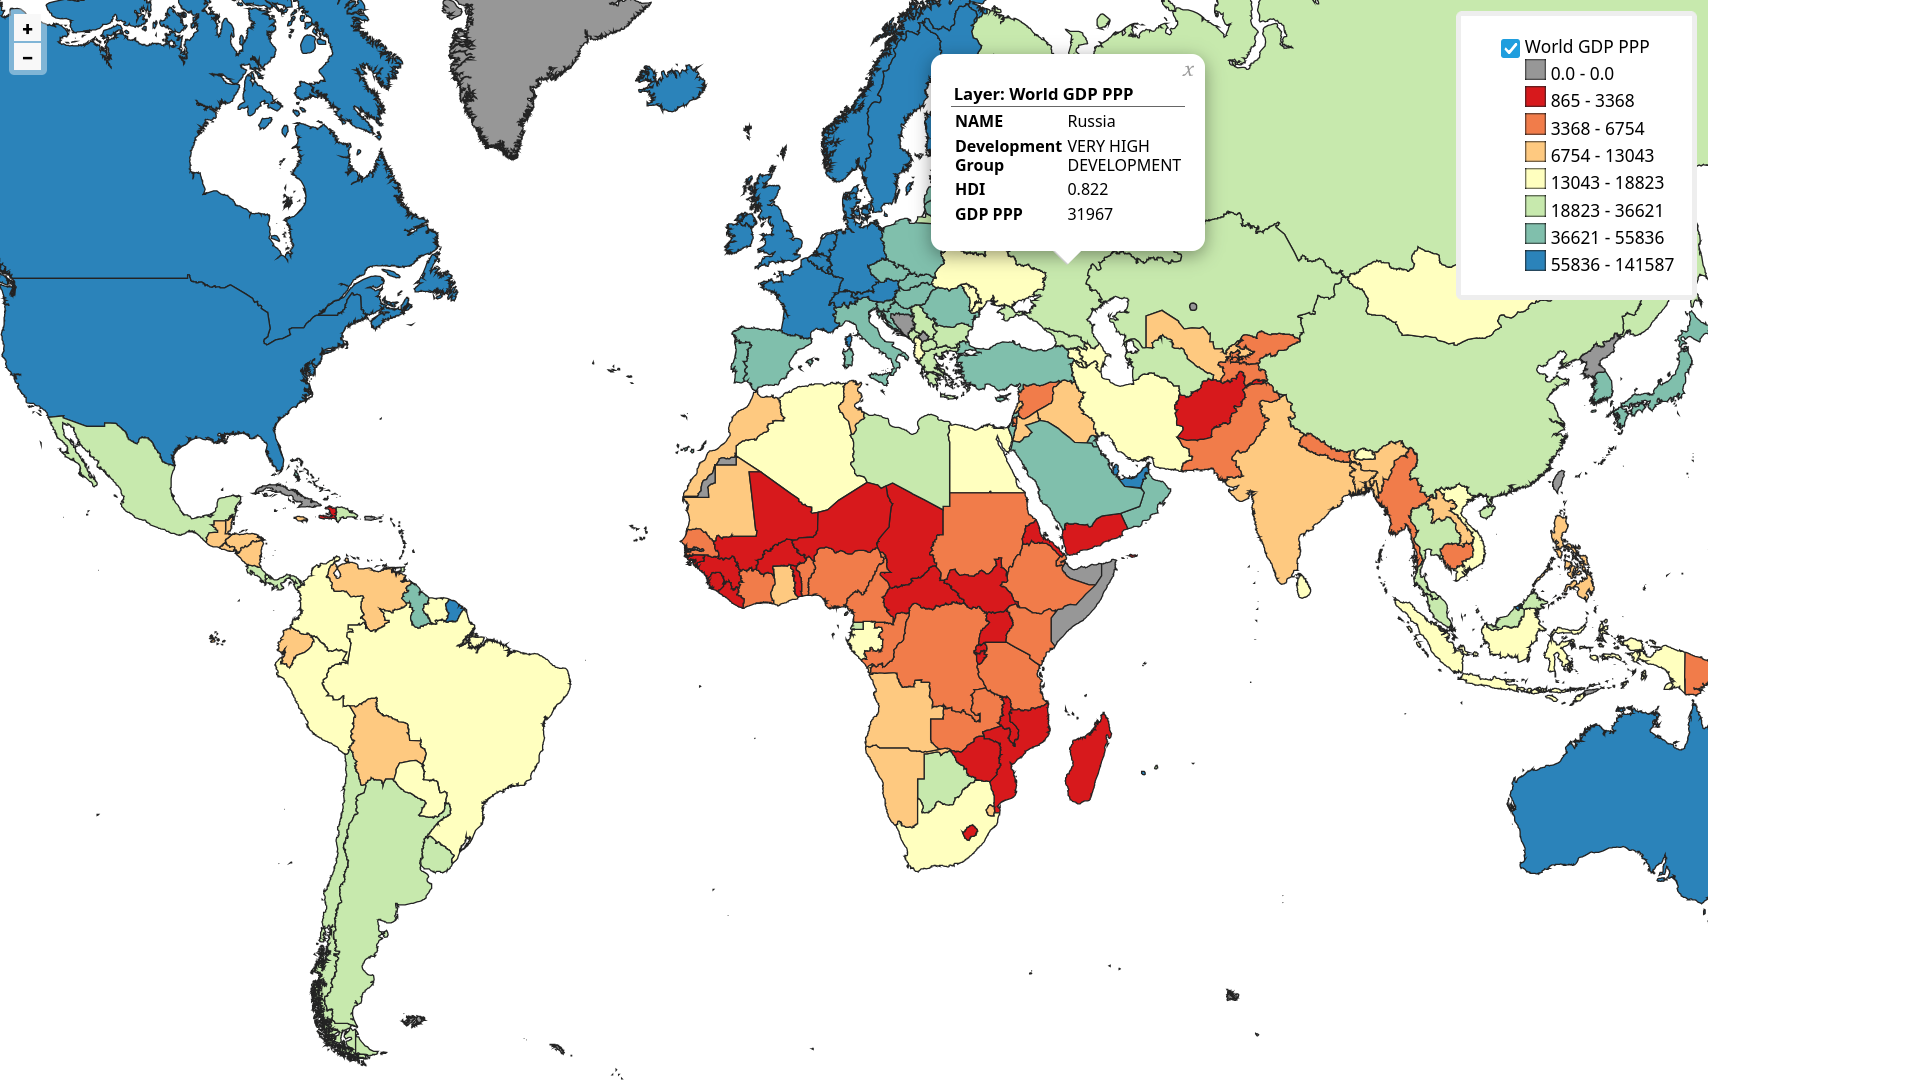 +
−
x
Layer: World GDP PPP
NAME Russia
Development Group VERY HIGH DEVELOPMENT
HDI 0.822
GDP PPP 31967
World GDP PPP
0.0 - 0.0
865 - 3368
3368 - 6754
6754 - 13043
13043 - 18823
18823 - 36621
36621 - 55836
55836 - 141587